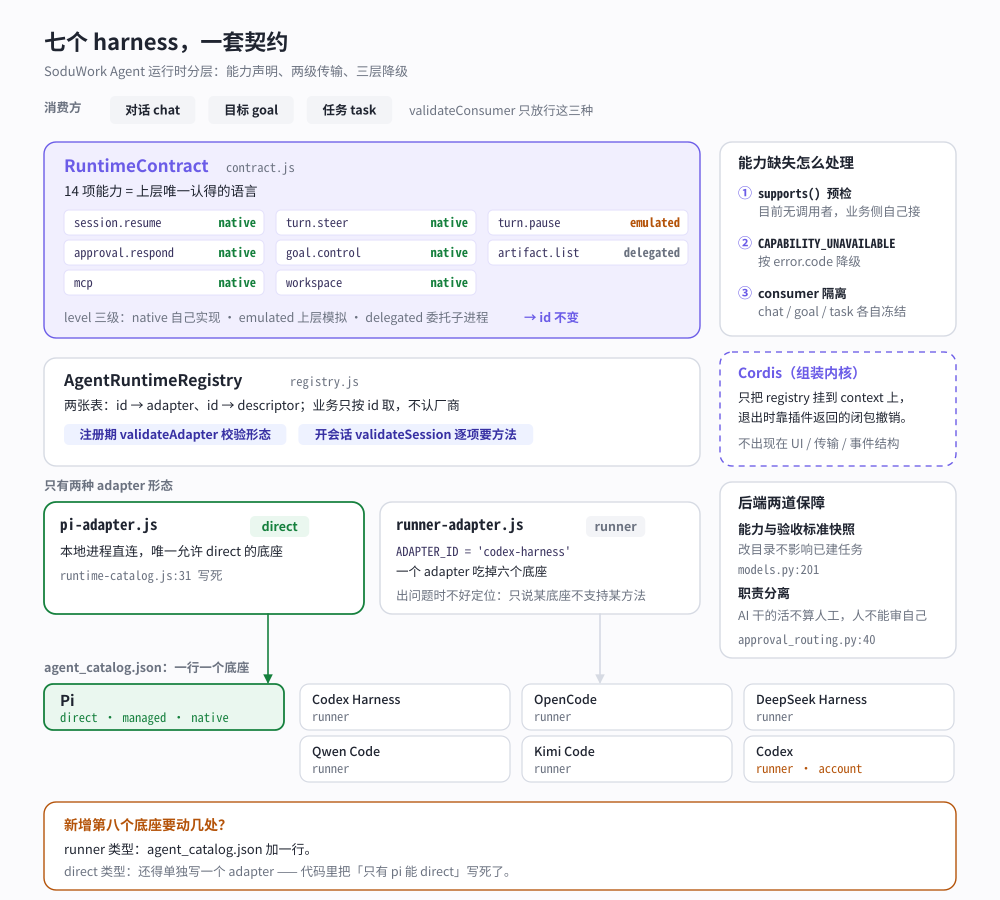 七个 harness，一套契约
SoduWork Agent 运行时分层：能力声明、两级传输、三层降级
消费方
对话 chat
目标 goal
任务 task
validateConsumer 只放行这三种
RuntimeContract contract.js
14 项能力 = 上层唯一认得的语言
session.resume native
turn.steer native
turn.pause emulated
approval.respond native
goal.control native
artifact.list delegated
mcp native
workspace native
level 三级：native 自己实现 · emulated 上层模拟 · delegated 委托子进程 → id 不变
能力缺失怎么处理
① supports() 预检
目前无调用者，业务侧自己接
② CAPABILITY_UNAVAILABLE
按 error.code 降级
③ consumer 隔离
chat / goal / task 各自冻结
AgentRuntimeRegistry registry.js
两张表：id → adapter、id → descriptor；业务只按 id 取，不认厂商
注册期 validateAdapter 校验形态
开会话 validateSession 逐项要方法
Cordis（组装内核）
只把 registry 挂到 context 上，
退出时靠插件返回的闭包撤销。
不出现在 UI / 传输 / 事件结构
只有两种 adapter 形态
pi-adapter.js direct
本地进程直连，唯一允许 direct 的底座
runtime-catalog.js:31 写死
runner-adapter.js runner
ADAPTER_ID = 'codex-harness'
一个 adapter 吃掉六个底座
出问题时不好定位：只说某底座不支持某方法
后端两道保障
能力与验收标准快照
改目录不影响已建任务
models.py:201
职责分离
AI 干的活不算人工，人不能审自己
approval_routing.py:40
agent_catalog.json：一行一个底座
Pi
direct · managed · native
Codex Harness
runner
OpenCode
runner
DeepSeek Harness
runner
Qwen Code
runner
Kimi Code
runner
Codex
runner · account
新增第八个底座要动几处？
runner 类型：agent_catalog.json 加一行。
direct 类型：还得单独写一个 adapter —— 代码里把「只有 pi 能 direct」写死了。